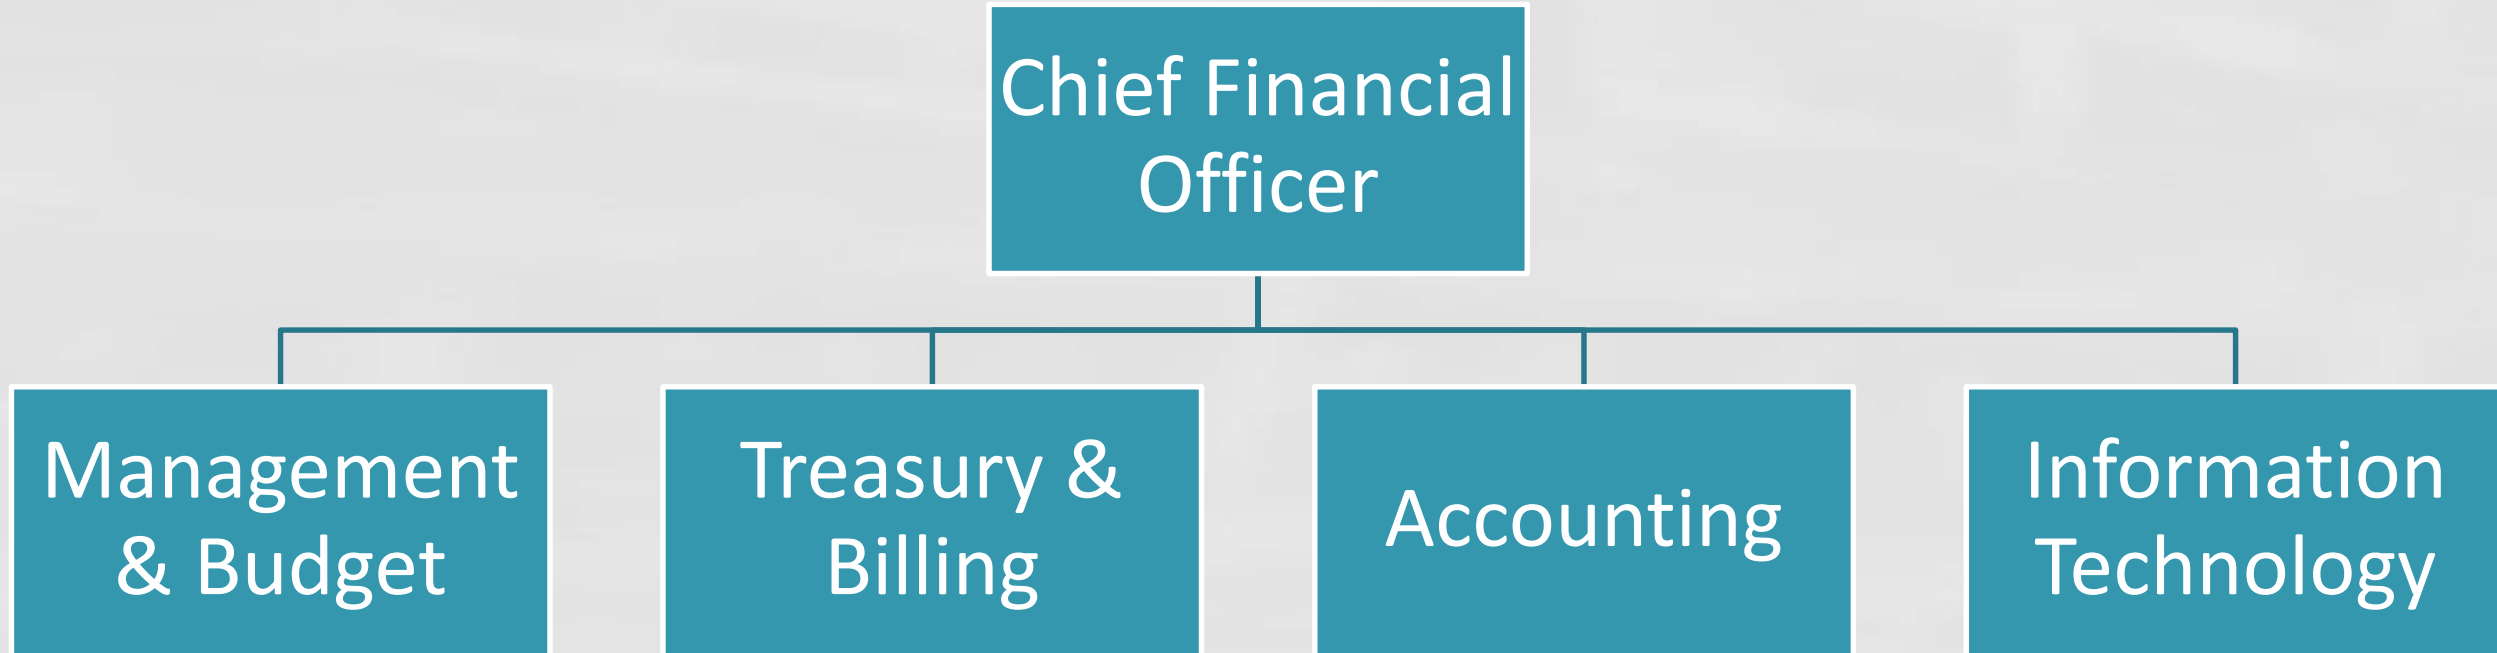 Chief Financial
Officer
Management
& Budget
Treasury &
Billing
Accounting
Information
Technology